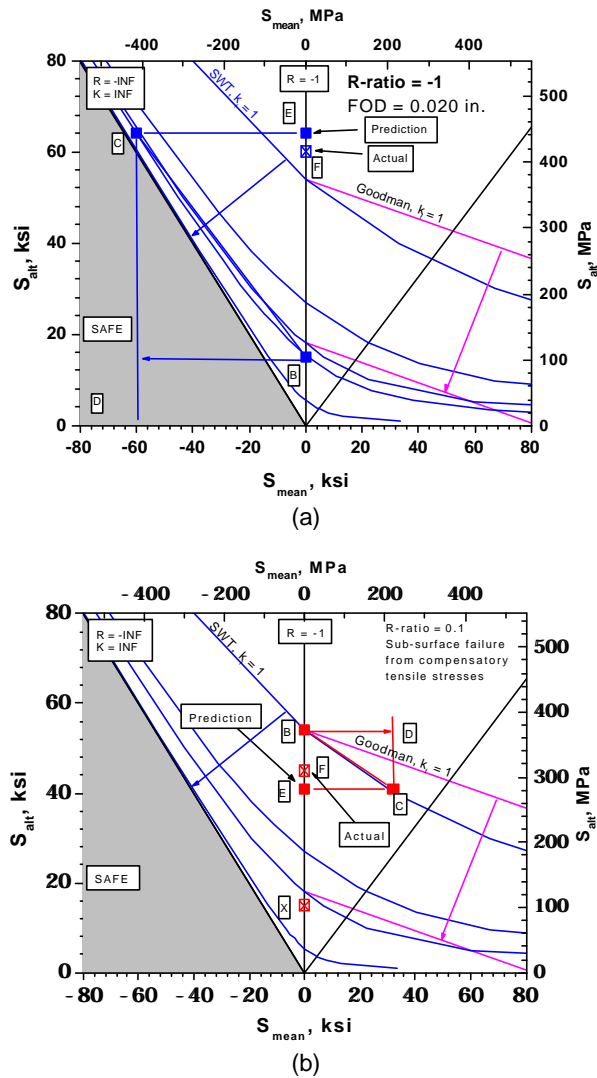 S_mean, MPa
-400 -200 0 200 400
80
60
40
20
0
S_alt, ksi
R = -INF
K = INF
SWT, k_t = 1
R = -1
R-ratio = -1
FOD = 0.020 in.
E
Prediction
C
Actual
F
Goodman, k_t = 1
SAFE
B
D
500
400
300
200
100
0
S_alt, MPa
-80 -60 -40 -20 0 20 40 60 80
S_mean, ksi
(a)
S_mean, MPa
-400 -200 0 200 400
80
60
40
20
0
S_alt, ksi
R = -INF
K = INF
SWT, k_t = 1
R = -1
R-ratio = 0.1
Sub-surface failure
from compensatory
tensile stresses
Prediction
B
D
Goodman, k_t = 1
F
E
C
Actual
SAFE
X
500
400
300
200
100
0
S_alt, MPa
-80 -60 -40 -20 0 20 40 60 80
S_mean, ksi
(b)